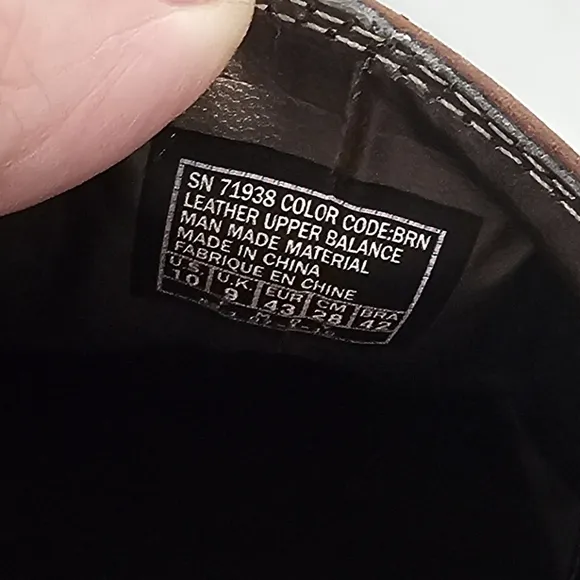 SN 71938 COLOR CODE:BRN
LEATHER UPPER BALANCE
MAN MADE MATERIAL
MADE IN CHINA
FABRIQUE EN CHINE
U.S. U.K. EUR CM BRA
10 9 43 28 42